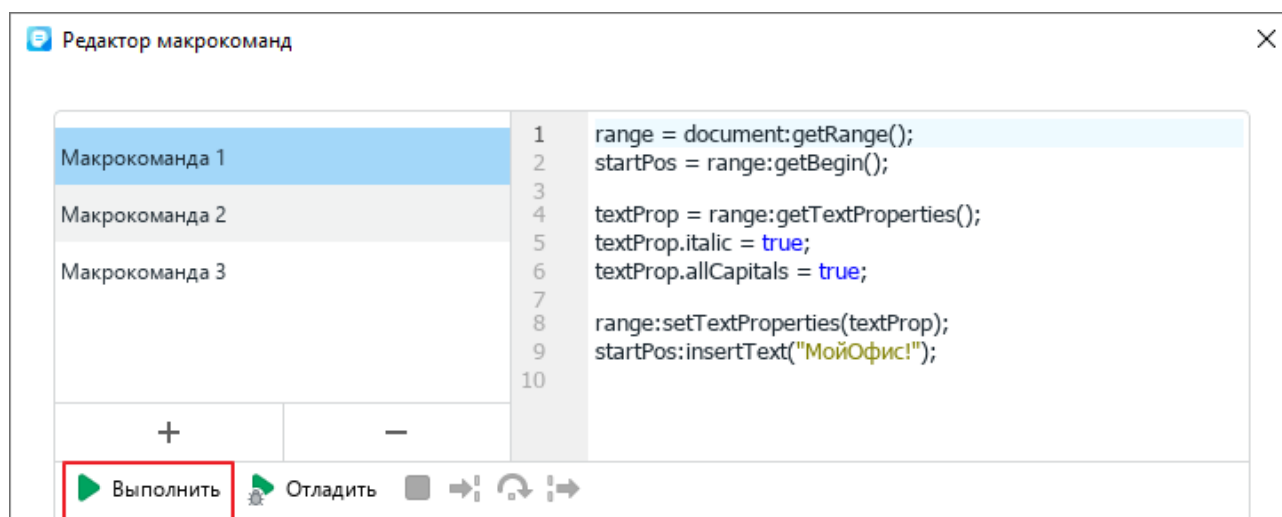 Редактор макрокоманд
Макрокоманда 1
Макрокоманда 2
Макрокоманда 3
1 range = document:getRange();
2 startPos = range:getBegin();
3
4 textProp = range:getTextProperties();
5 textProp.italic = true;
6 textProp.allCapitals = true;
7
8 range:setTextProperties(textProp);
9 startPos:insertText("МойОфис!");
10
+ −
Выполнить Отладить